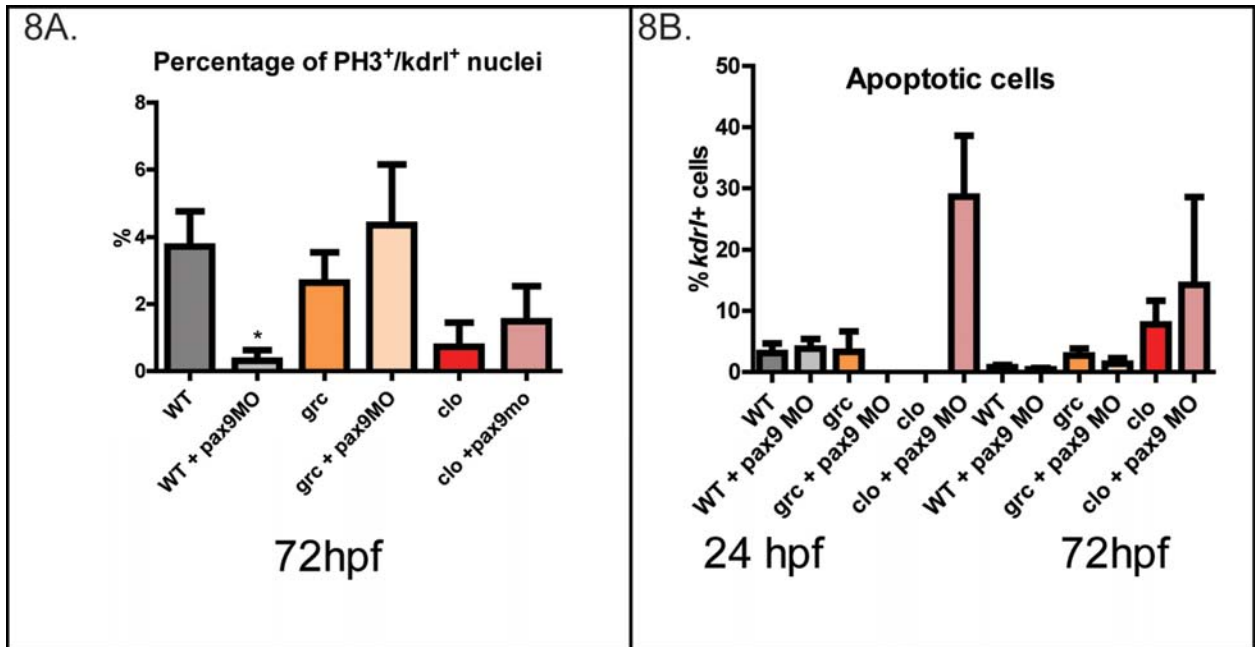 8A.
Percentage of PH3⁺/kdrl⁺ nuclei
8
6
4
2
0
%
WT
WT + pax9MO
*
grc
grc + pax9MO
clo
clo +pax9mo
72hpf
8B.
Apoptotic cells
50
40
30
20
10
0
% kdrl+ cells
WT
WT + pax9 MO
grc
grc + pax9 MO
clo
clo + pax9 MO
WT
WT + pax9 MO
grc
grc + pax9 MO
clo
clo + pax9 MO
24 hpf
72hpf